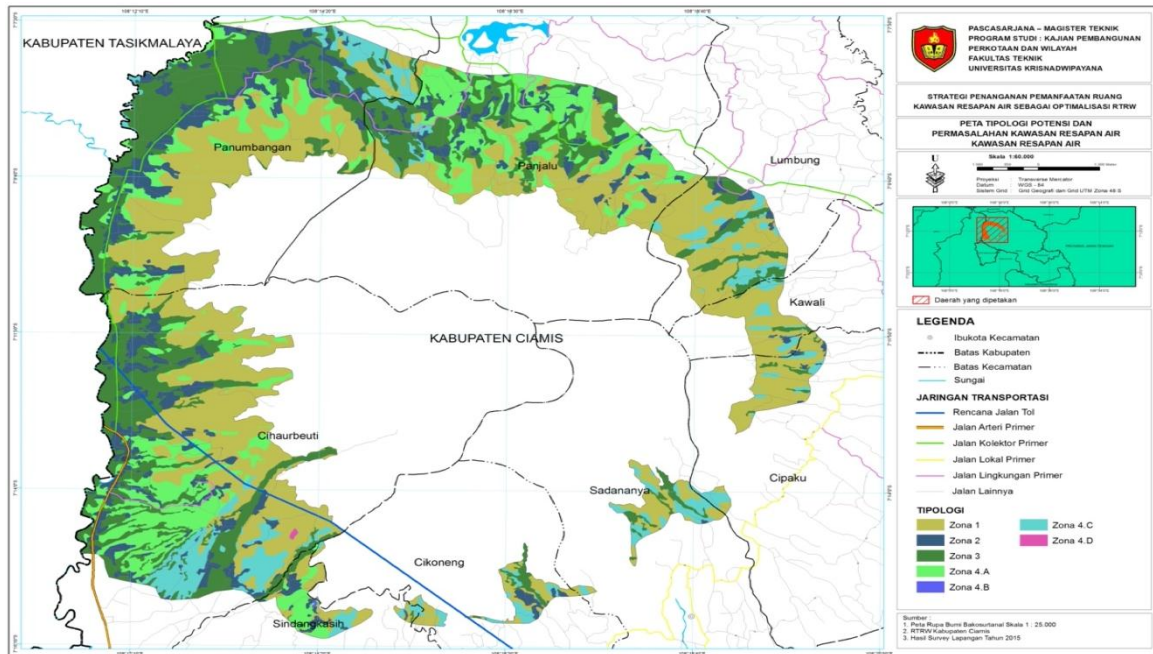 KABUPATEN TASIKMALAYA
Panumbangan
Panjalu
Lumbung
Kawali
KABUPATEN CIAMIS
Cihaurbeuti
Sadananya
Cipaku
Cikoneng
Sindangkasih
PASCASARJANA – MAGISTER TEKNIK
PROGRAM STUDI : KAJIAN PEMBANGUNAN
PERKOTAAN DAN WILAYAH
FAKULTAS TEKNIK
UNIVERSITAS KRISNADWIPAYANA
STRATEGI PENANGANAN PEMANFAATAN RUANG
KAWASAN RESAPAN AIR SEBAGAI OPTIMALISASI RTRW
PETA TIPOLOGI POTENSI DAN
PERMASALAHAN KAWASAN RESAPAN AIR
KAWASAN RESAPAN AIR
U
Skala 1:60.000
Proyeksi : Transverse Mercator
Datum : WGS - 84
Sistem Grid : Grid Geografi dan Grid UTM Zone 48 S
Daerah yang dipetakan
LEGENDA
Ibukota Kecamatan
Batas Kabupaten
Batas Kecamatan
Sungai
JARINGAN TRANSPORTASI
Rencana Jalan Tol
Jalan Arteri Primer
Jalan Kolektor Primer
Jalan Lokal Primer
Jalan Lingkungan Primer
Jalan Lainnya
TIPOLOGI
Zona 1
Zona 2
Zona 3
Zona 4.A
Zona 4.B
Zona 4.C
Zona 4.D
Sumber :
1. Peta Rupa Bumi Bakosurtanal Skala 1 : 25.000
2. RTRW Kabupaten Ciamis
3. Hasil Survey Lapangan Tahun 2015